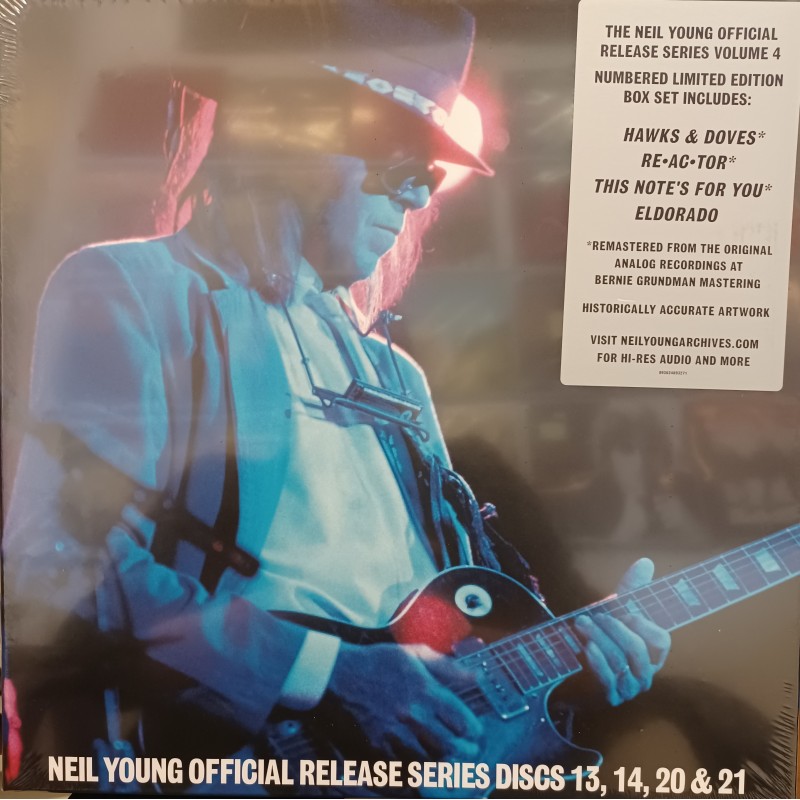 THE NEIL YOUNG OFFICIAL
RELEASE SERIES VOLUME 4
NUMBERED LIMITED EDITION
BOX SET INCLUDES:
HAWKS & DOVES*
RE•AC•TOR*
THIS NOTE'S FOR YOU*
ELDORADO
*REMASTERED FROM THE ORIGINAL
ANALOG RECORDINGS AT
BERNIE GRUNDMAN MASTERING
HISTORICALLY ACCURATE ARTWORK
VISIT NEILYOUNGARCHIVES.COM
FOR HI-RES AUDIO AND MORE
NEIL YOUNG OFFICIAL RELEASE SERIES DISCS 13, 14, 20 & 21